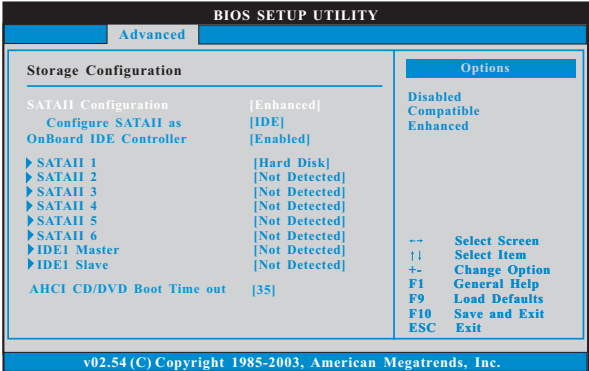 BIOS SETUP UTILITY
Advanced
Storage Configuration
SATAII Configuration [Enhanced]
Configure SATAII as [IDE]
OnBoard IDE Controller [Enabled]
SATAII 1 [Hard Disk]
SATAII 2 [Not Detected]
SATAII 3 [Not Detected]
SATAII 4 [Not Detected]
SATAII 5 [Not Detected]
SATAII 6 [Not Detected]
IDE1 Master [Not Detected]
IDE1 Slave [Not Detected]
AHCI CD/DVD Boot Time out [35]
Options
Disabled
Compatible
Enhanced
←→ Select Screen
↑↓ Select Item
+- Change Option
F1 General Help
F9 Load Defaults
F10 Save and Exit
ESC Exit
v02.54 (C) Copyright 1985-2003, American Megatrends, Inc.